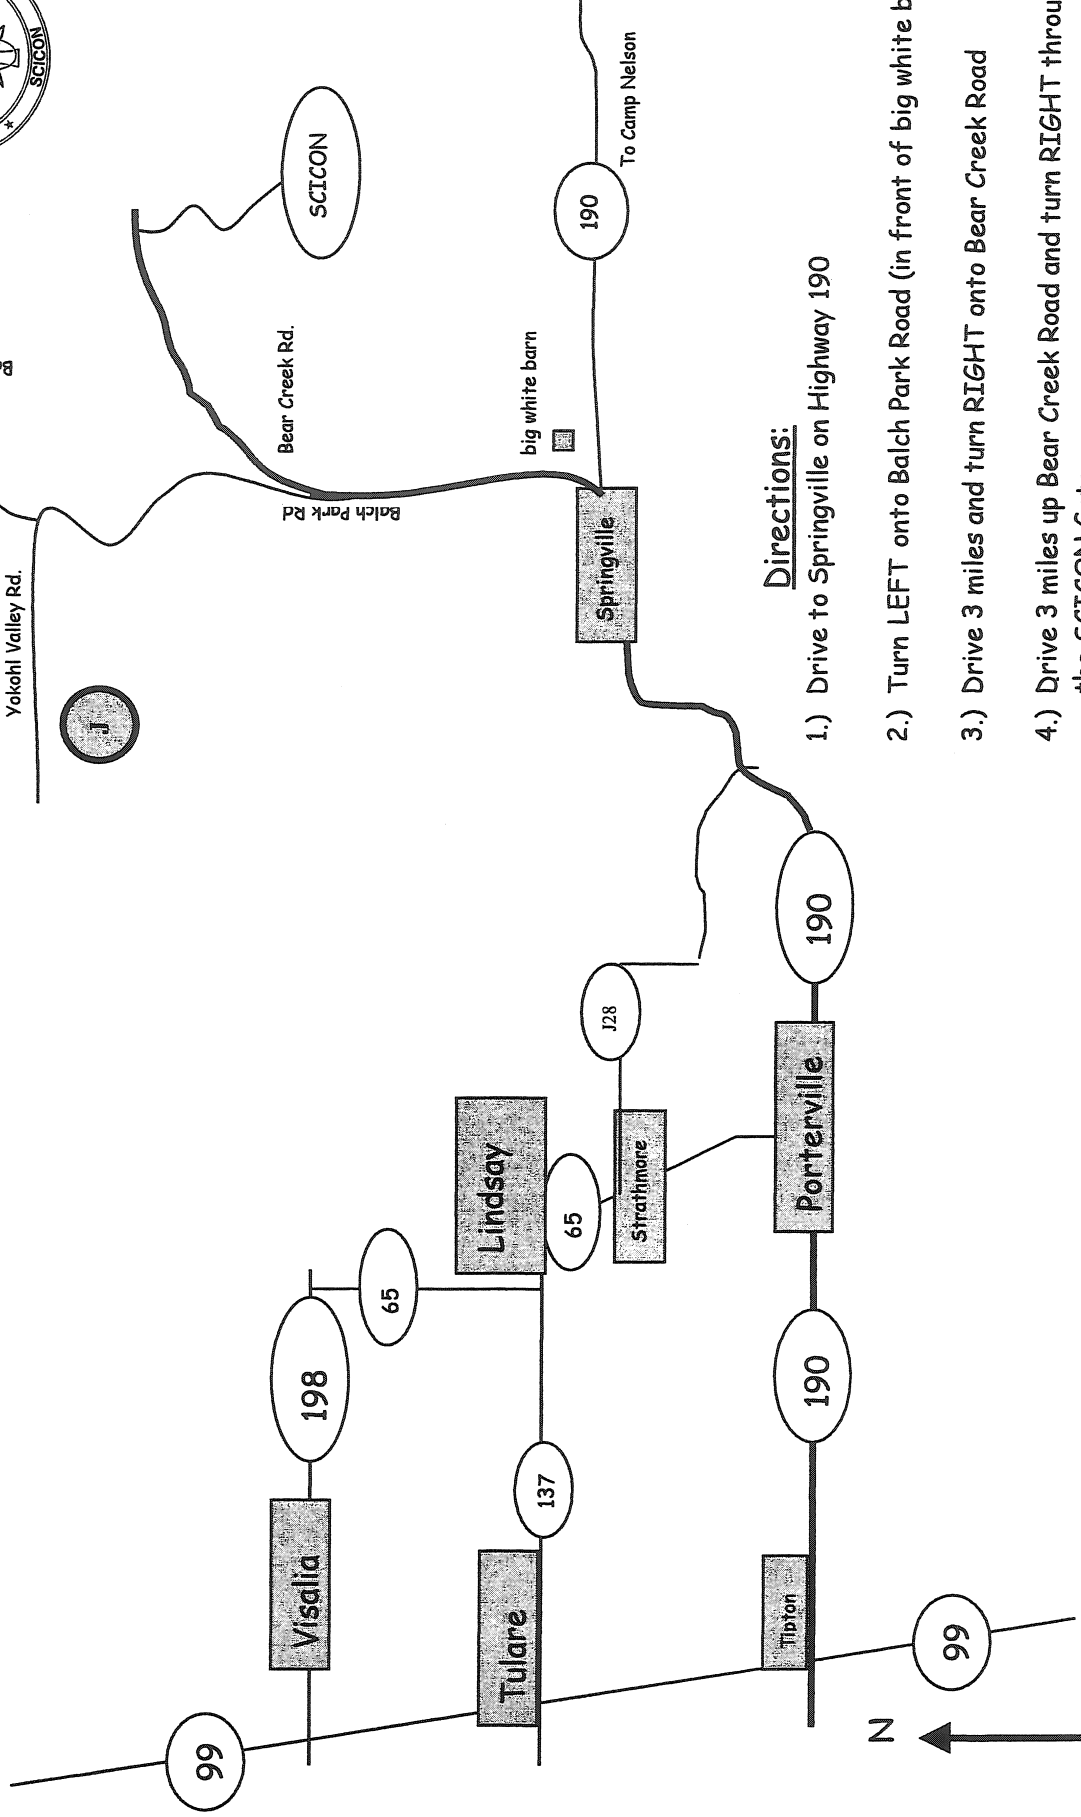 SCICON
Yokohl Valley Rd.
J
Balch Park Rd
Bear Creek Rd.
SCICON
big white barn
Springville
190
To Camp Nelson
99
Visalia
198
65
Tulare
137
Lindsay
65
Strathmore
J28
Tipton
190
Porterville
190
99
N
Directions:
1.) Drive to Springville on Highway 190
2.) Turn LEFT onto Balch Park Road (in front of big white b
3.) Drive 3 miles and turn RIGHT onto Bear Creek Road
4.) Drive 3 miles up Bear Creek Road and turn RIGHT throu